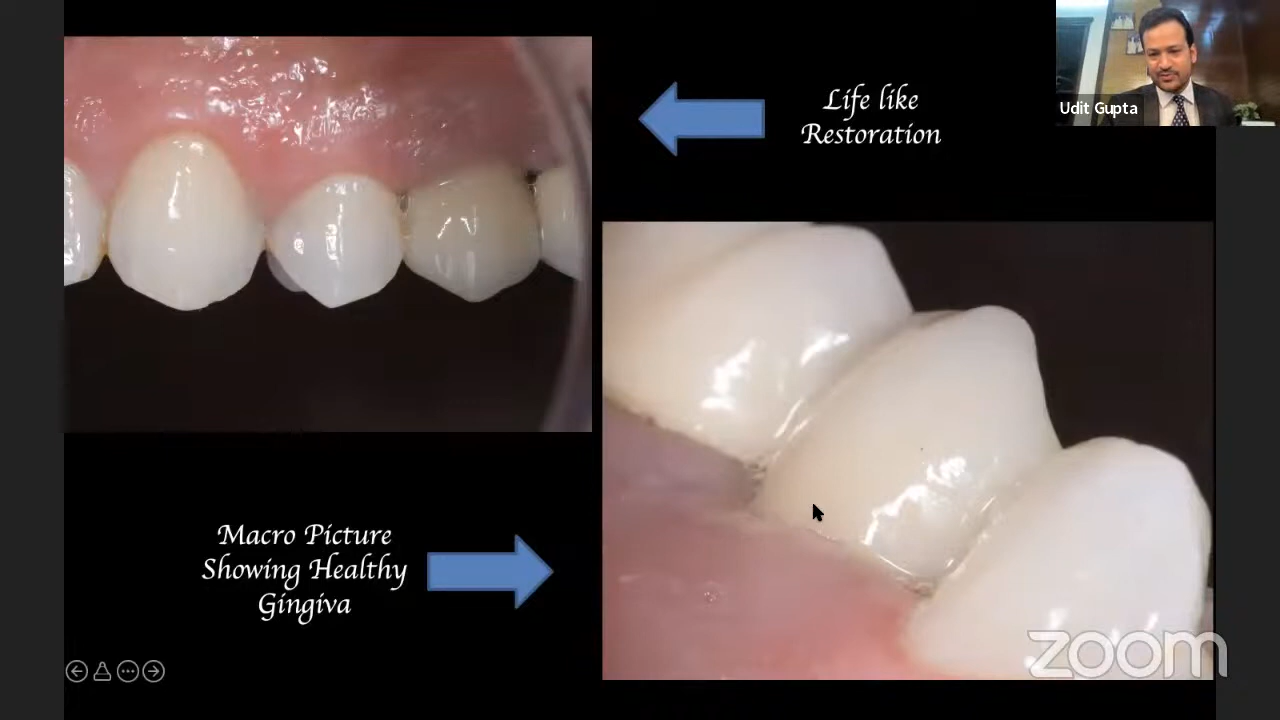 Life like
Restoration
Udit Gupta
Macro Picture
Showing Healthy
Gingiva
zoom